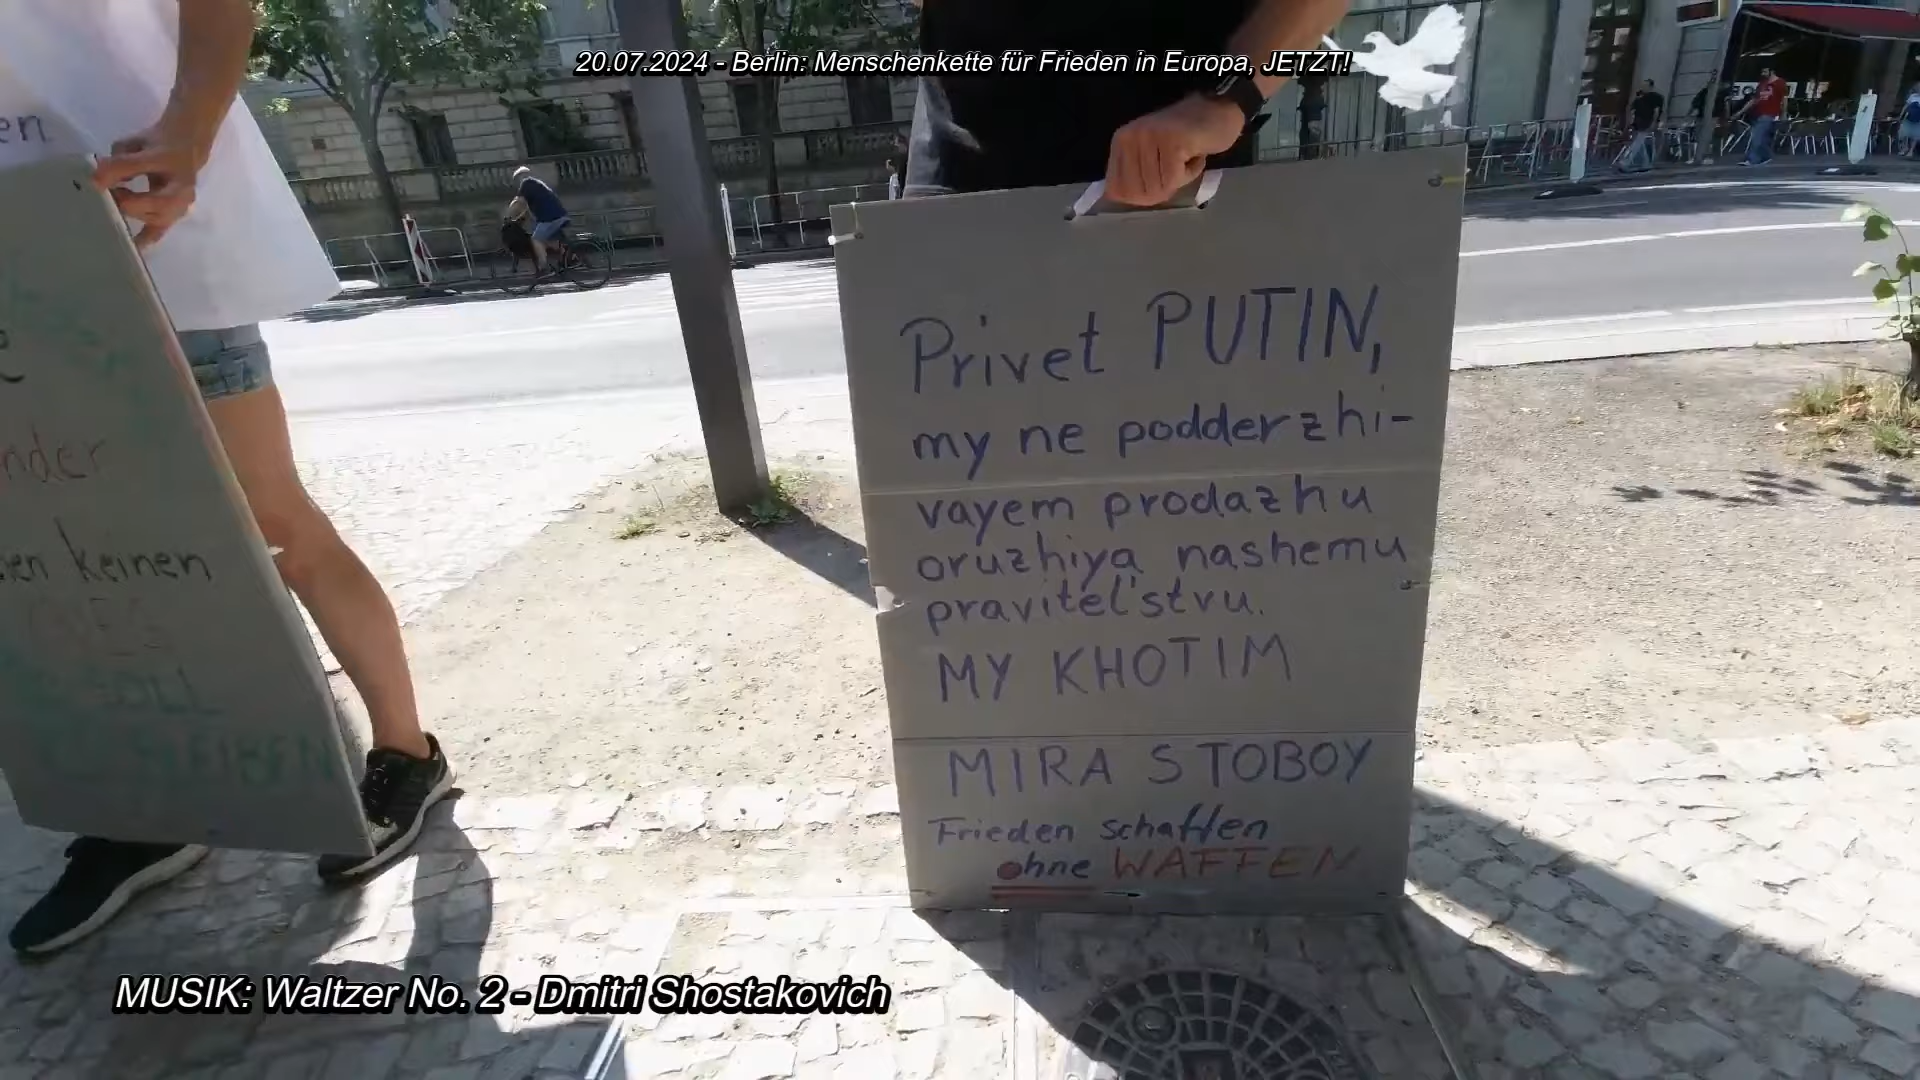 20.07.2024 - Berlin: Menschenkette für Frieden in Europa, JETZT!
en
nder
keinen
Privet PUTIN,
my ne podderzhi-
vayem prodazhu
oruzhiya nashemu
pravitel'stvu.
MY KHOTIM
MIRA STOBOY
Frieden schaffen
ohne WAFFEN
MUSIK: Waltzer No. 2 - Dmitri Shostakovich